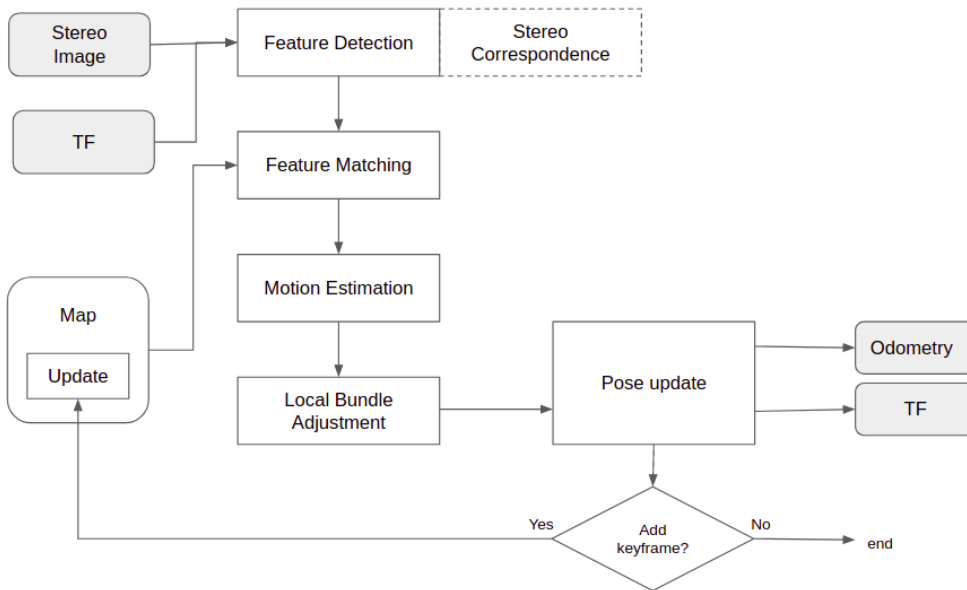 Stereo
Image
Feature Detection
Stereo
Correspondence
TF
Feature Matching
Motion Estimation
Map
Update
Local Bundle
Adjustment
Pose update
Odometry
TF
Yes
Add
keyframe?
No
end